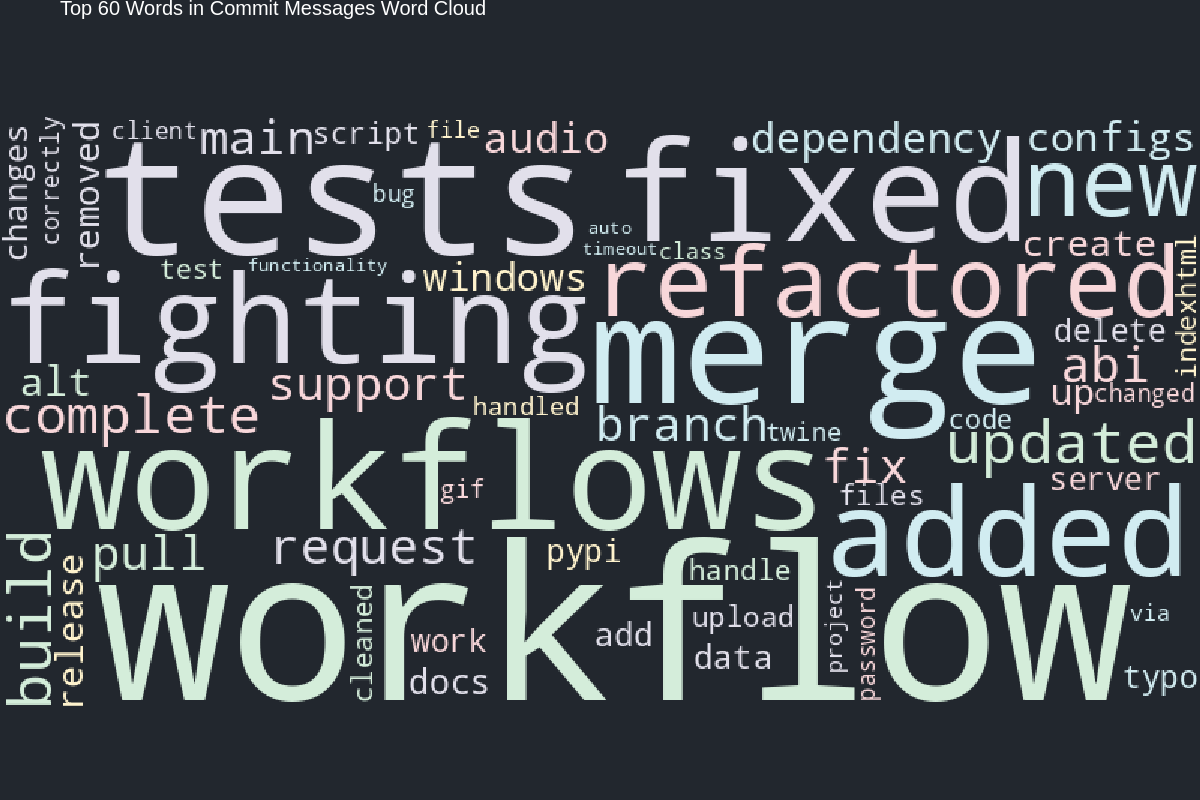 Top 60 Words in Commit Messages Word Cloud
changes
correctly
removed
client
main
script
file
audio
dependency
configs
tests
bug
fixed
new
auto
timeout
class
create
test
functionality
windows
refactored
indexhtml
fighting
merge
delete
abi
alt
support
up
changed
complete
handled
branch
twine
code
updated
workflows
gif
fix
files
server
added
build
release
pull
request
pypi
handle
workflow
cleaned
work
docs
add
upload
data
project
password
via
typo